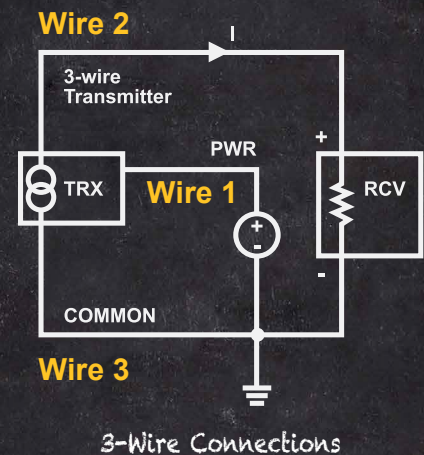 Wire 2
I
3-wire
Transmitter
PWR
+
TRX
Wire 1
RCV
+
-
-
COMMON
Wire 3
3-Wire Connections